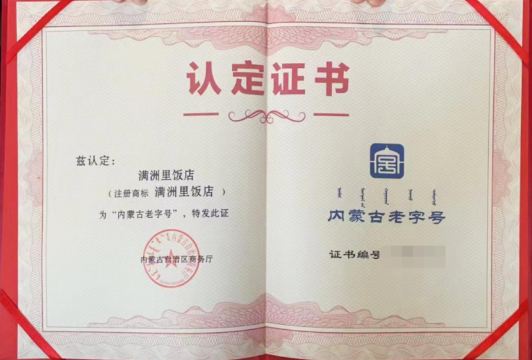 认定证书
兹认定：
满洲里饭店
（注册商标 满洲里饭店 ）
为“内蒙古老字号”，特发此证
内蒙古自治区商务厅
内蒙古老字号
证书编号